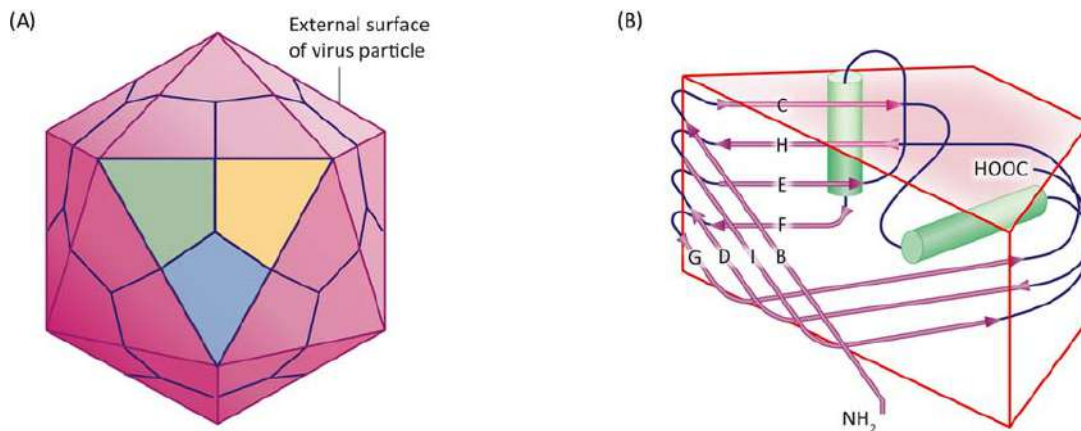 (A)
External surface
of virus particle
(B)
C
H
E
HOOC
F
G D I B
NH₂